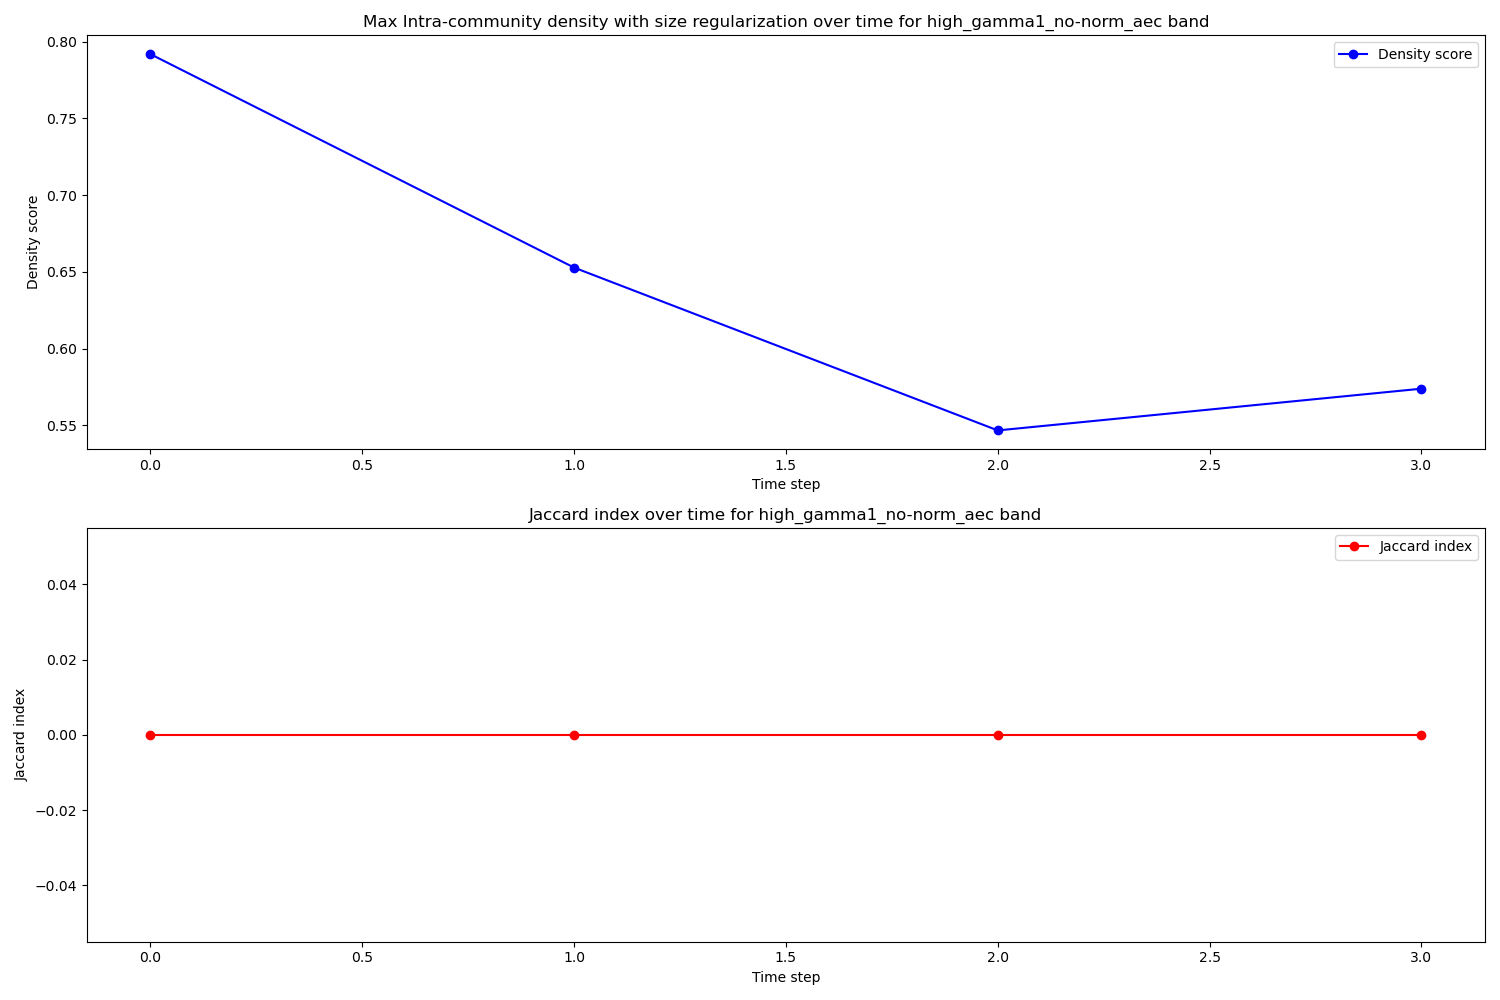 Max Intra-community density with size regularization over time for high_gamma1_no-norm_aec band
Density score
0.80
0.75
0.70
0.65
0.60
0.55
Density score
0.0 0.5 1.0 1.5 2.0 2.5 3.0
Time step
Jaccard index over time for high_gamma1_no-norm_aec band
Jaccard index
0.04
0.02
0.00
−0.02
−0.04
Jaccard index
0.0 0.5 1.0 1.5 2.0 2.5 3.0
Time step